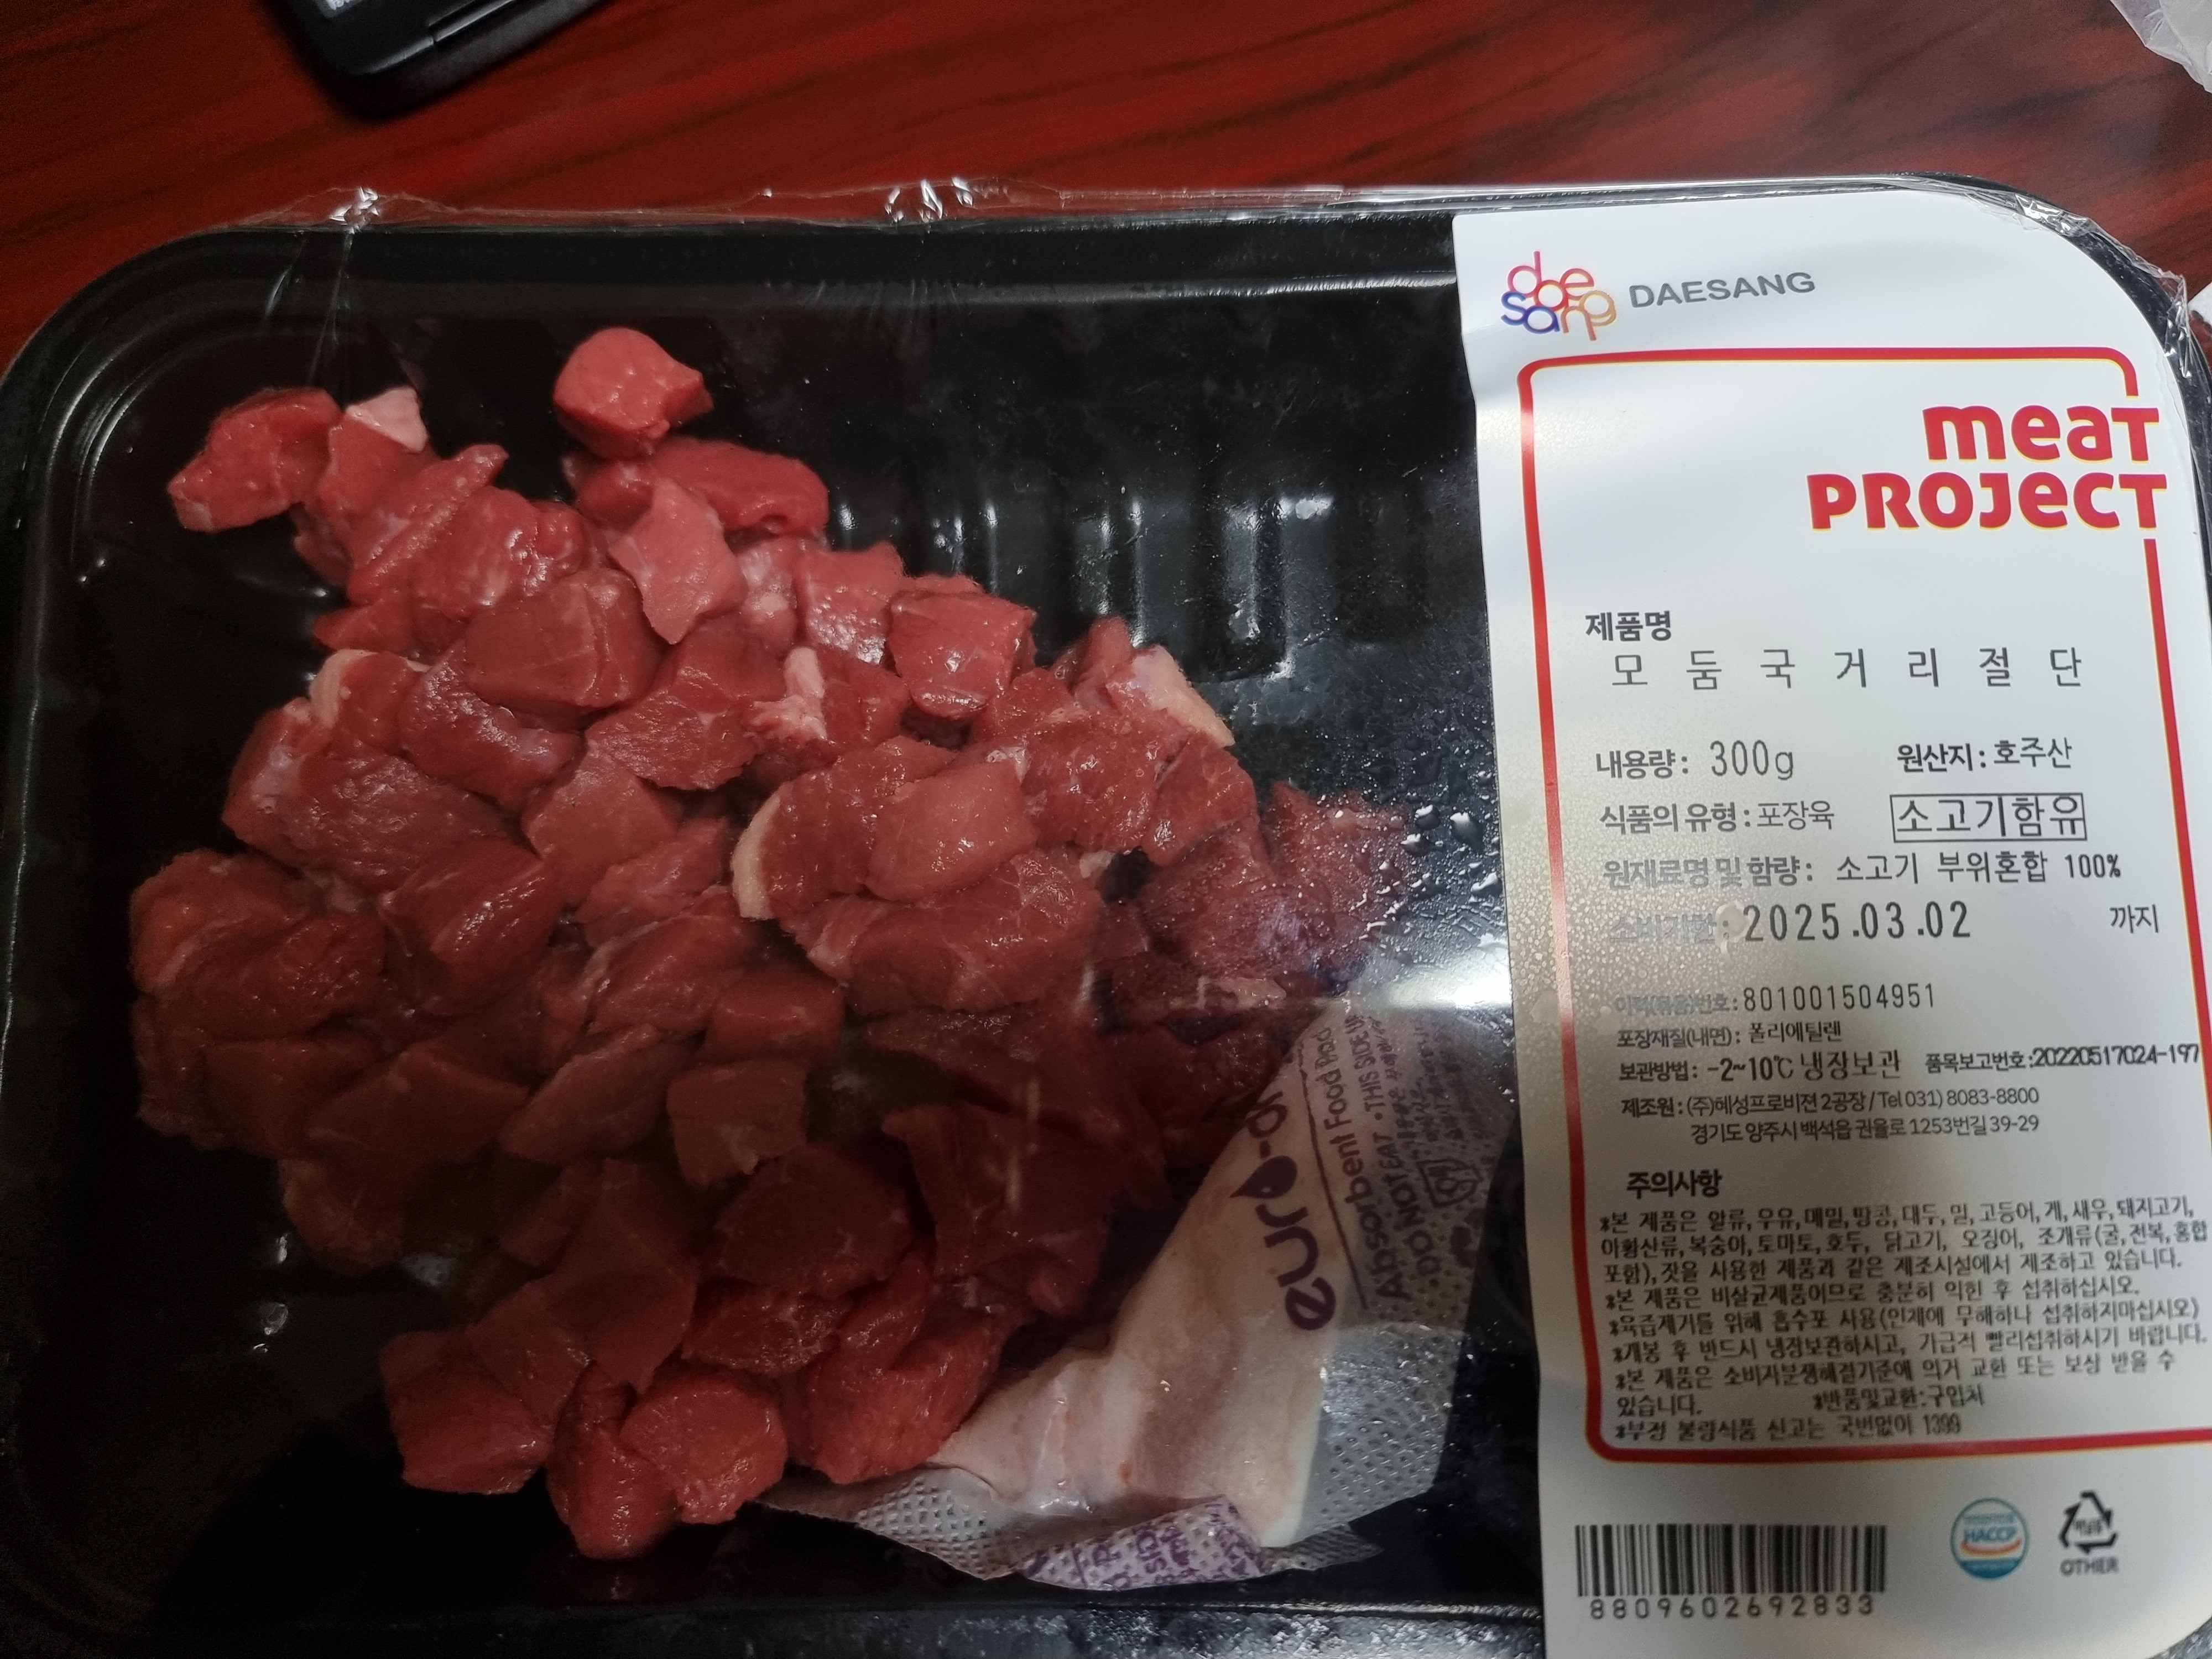 daesang DAESANG
meat
PROJECT
제품명
모둠국거리절단
내용량: 300g 원산지: 호주산
식품의 유형: 포장육 소고기함유
원재료명 및 함량: 소고기 부위혼합 100%
소비기한: 2025.03.02 까지
이력(묶음)번호: 801001504951
포장재질(내면): 폴리에틸렌
보관방법: -2~10℃ 냉장보관 품목보고번호:20220517024-197
제조원: (주)혜성프로비젼 2공장 / Tel 031) 8083-8800
경기도 양주시 백석읍 권율로 1253번길 39-29
주의사항
*본 제품은 알류, 우유, 메밀, 땅콩, 대두, 밀, 고등어, 게, 새우, 돼지고기,
아황산류, 복숭아, 토마토, 호두, 닭고기, 오징어, 조개류(굴, 전복, 홍합
포함), 잣을 사용한 제품과 같은 제조시설에서 제조하고 있습니다.
*본 제품은 비살균제품이므로 충분히 익힌 후 섭취하십시오.
*육즙제거를 위해 흡수포 사용(인체에 무해하나 섭취하지마십시오)
*개봉 후 반드시 냉장보관하시고, 가급적 빨리섭취하시기 바랍니다.
*본 제품은 소비자분쟁해결기준에 의거 교환 또는 보상 받을 수
있습니다. *반품및교환:구입처
*부정 불량식품 신고는 국번없이 1399
HACCP
OTHER
8809602692833
Absorbent Food Pad
·DO NOT EAT ·THIS SIDE U